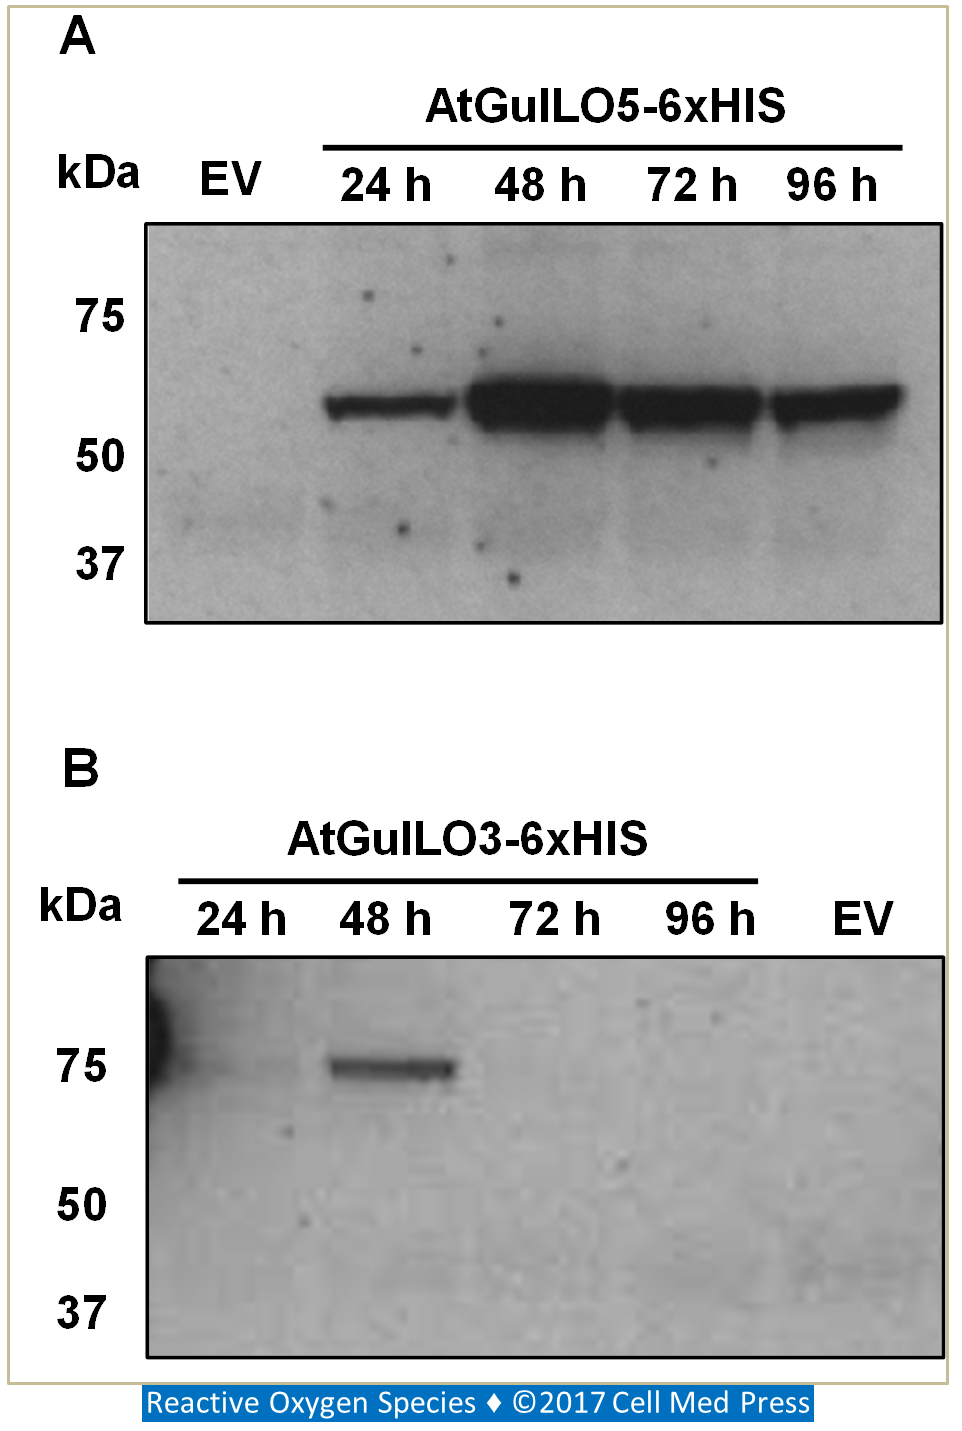 A
AtGulLO5-6xHIS
kDa EV 24 h 48 h 72 h 96 h
75
50
37
B
AtGulLO3-6xHIS
kDa 24 h 48 h 72 h 96 h EV
75
50
37
Reactive Oxygen Species ♦ ©2017 Cell Med Press